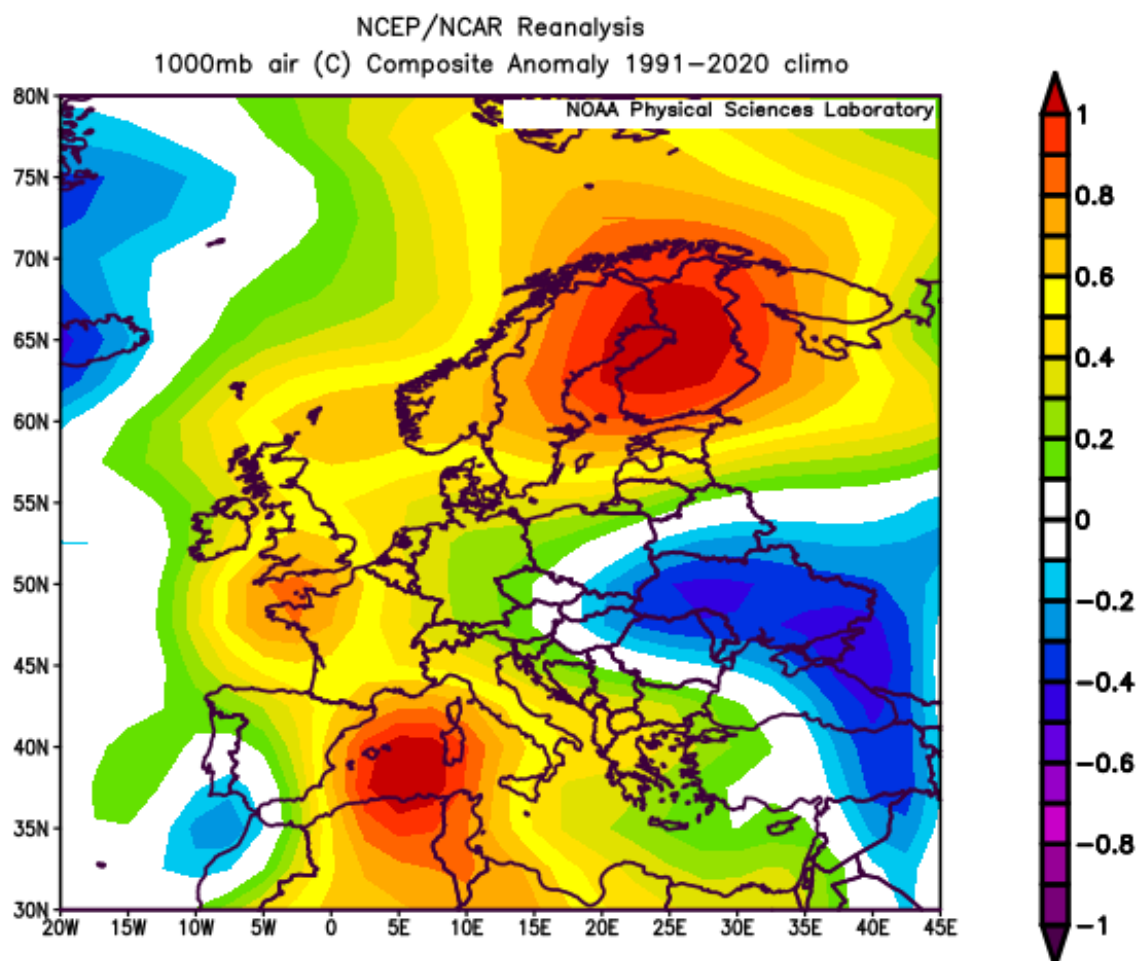 NCEP/NCAR Reanalysis
1000mb air (C) Composite Anomaly 1991-2020 climo
NOAA Physical Sciences Laboratory
80N
75N
70N
65N
60N
55N
50N
45N
40N
35N
30N
20W 15W 10W 5W 0 5E 10E 15E 20E 25E 30E 35E 40E 45E
1
0.8
0.6
0.4
0.2
0
-0.2
-0.4
-0.6
-0.8
-1